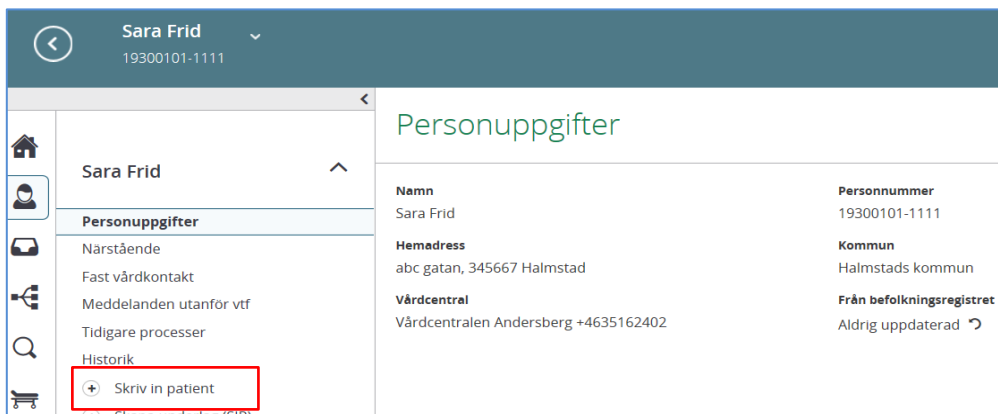 Sara Frid
19300101-1111
Personuppgifter
Sara Frid
Personuppgifter
Närstående
Fast vårdkontakt
Meddelanden utanför vtf
Tidigare processer
Historik
Skriv in patient
Namn
Sara Frid
Hemadress
abc gatan, 345667 Halmstad
Vårdcentral
Vårdcentralen Andersberg +4635162402
Personnummer
19300101-1111
Kommun
Halmstads kommun
Från befolkningsregistret
Aldrig uppdaterad